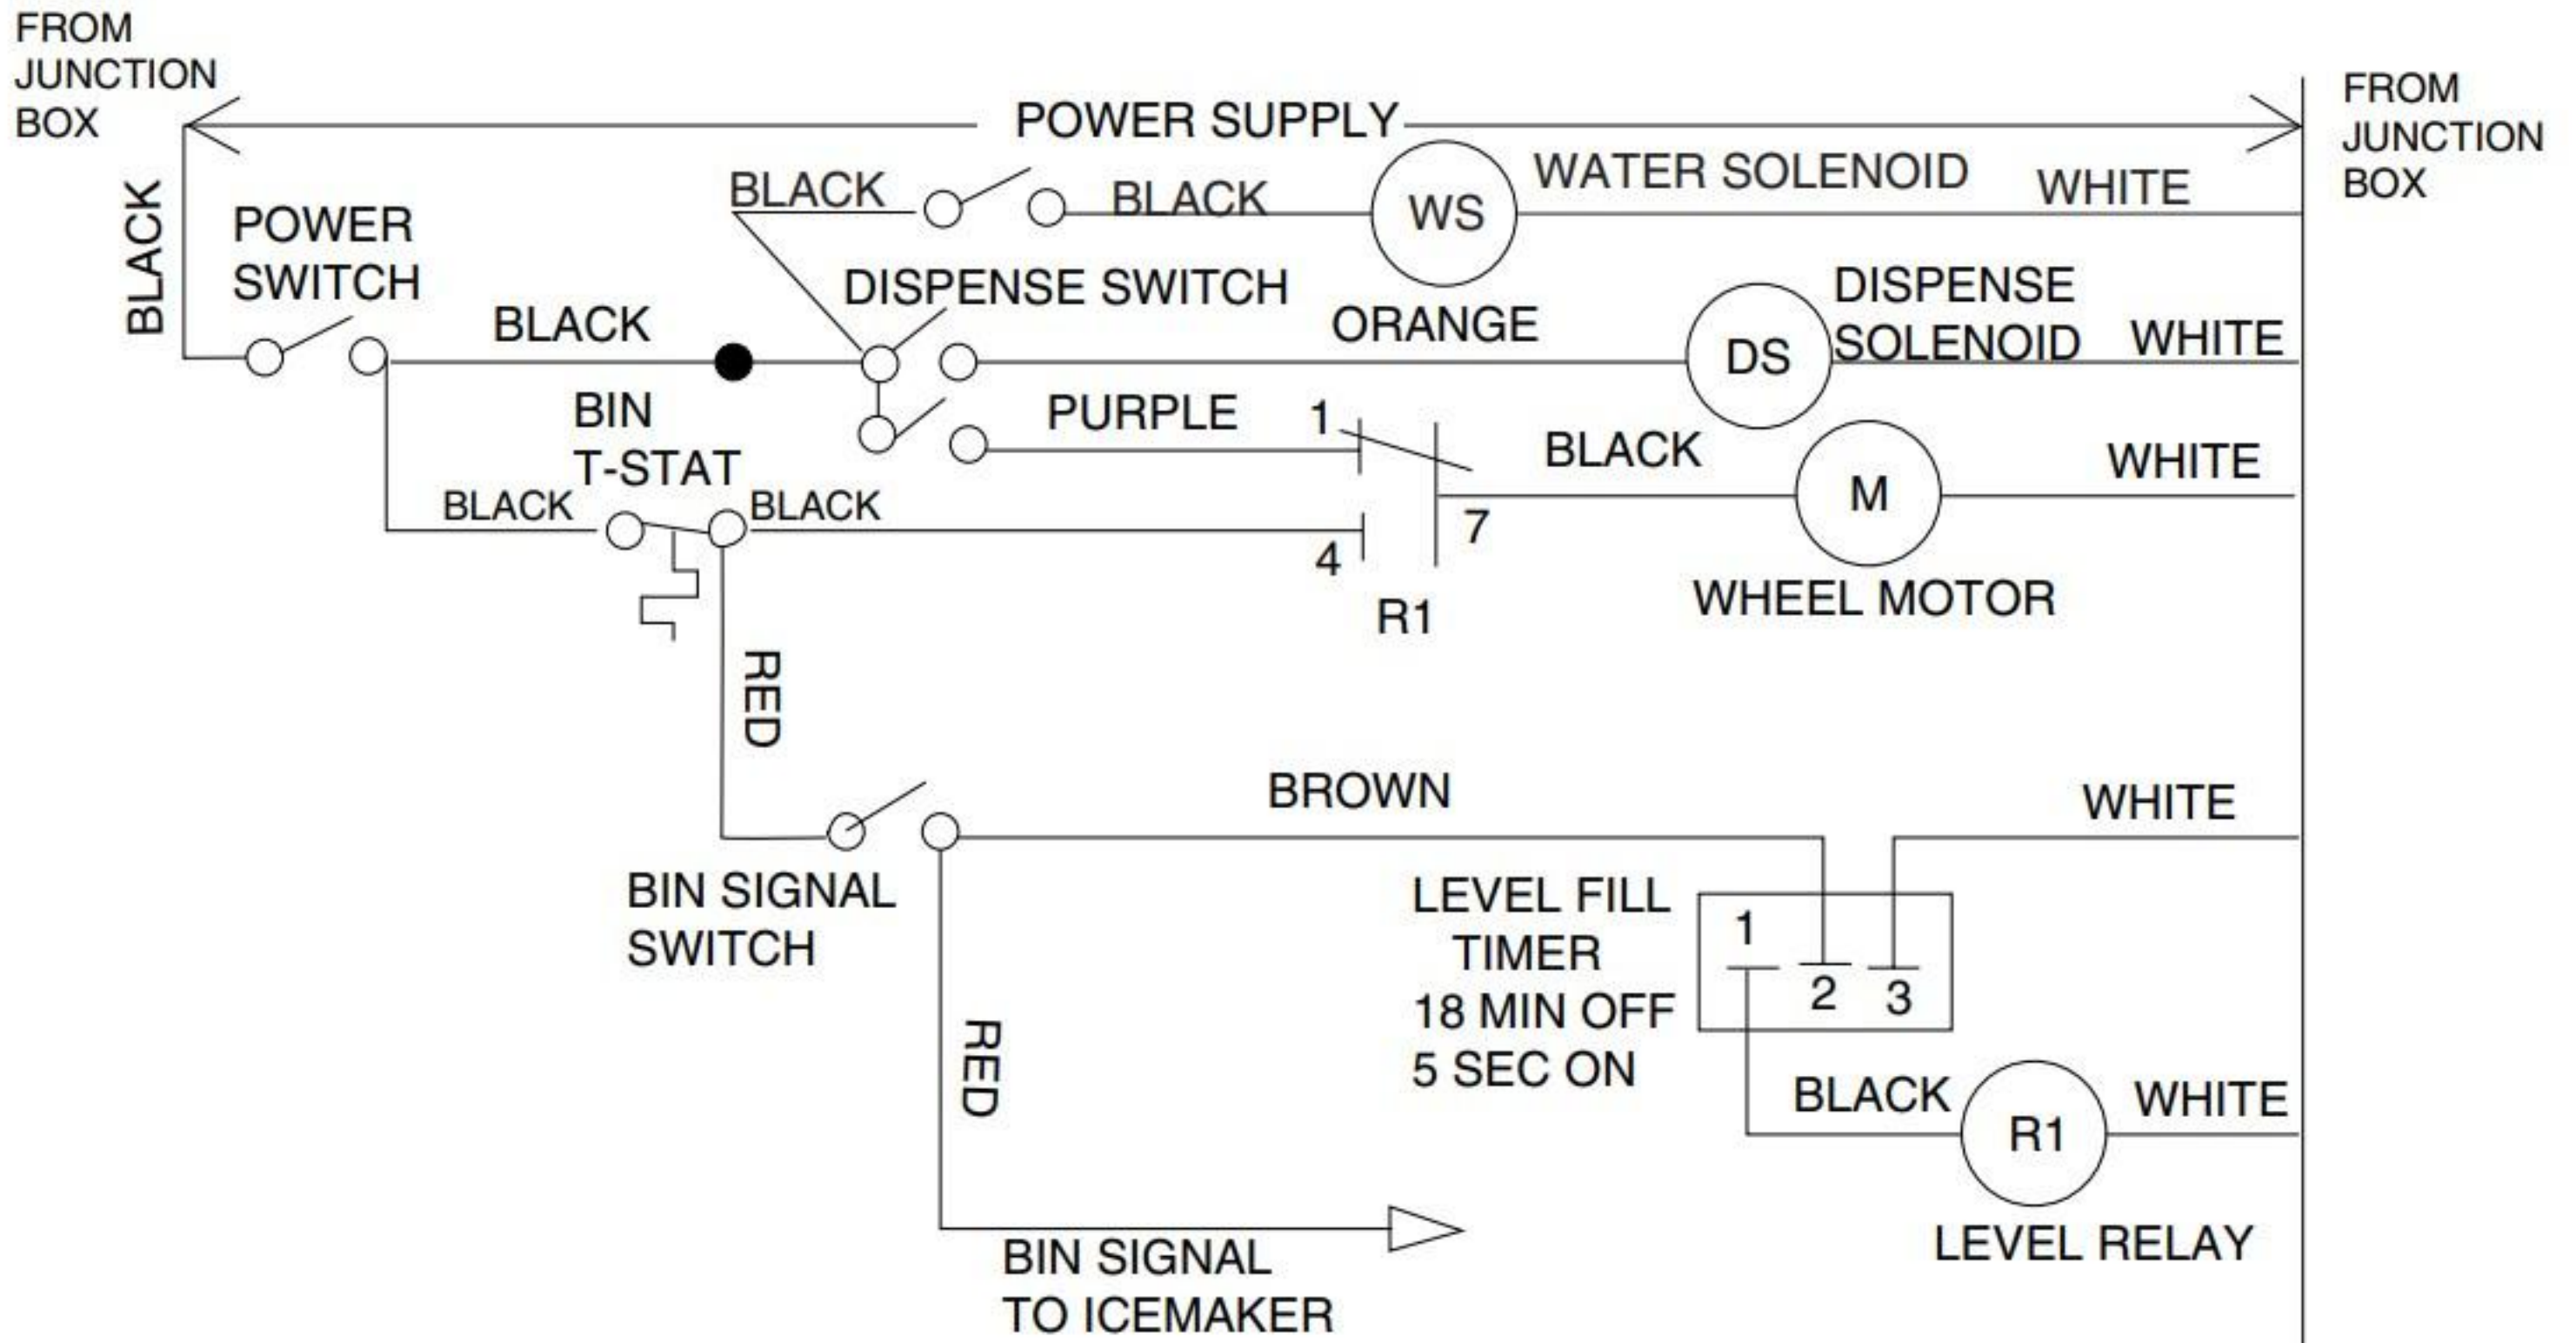 FROM
JUNCTION
BOX
POWER SUPPLY
FROM
JUNCTION
BOX
BLACK
POWER
SWITCH
BLACK
BLACK
WS
WATER SOLENOID
WHITE
BLACK
DISPENSE SWITCH
ORANGE
DS
DISPENSE
SOLENOID
WHITE
BIN
T-STAT
PURPLE
1
BLACK
M
WHITE
BLACK
BLACK
4
7
R1
WHEEL MOTOR
RED
BROWN
WHITE
BIN SIGNAL
SWITCH
LEVEL FILL
TIMER
18 MIN OFF
5 SEC ON
1
2
3
RED
BLACK
R1
WHITE
LEVEL RELAY
BIN SIGNAL
TO ICEMAKER